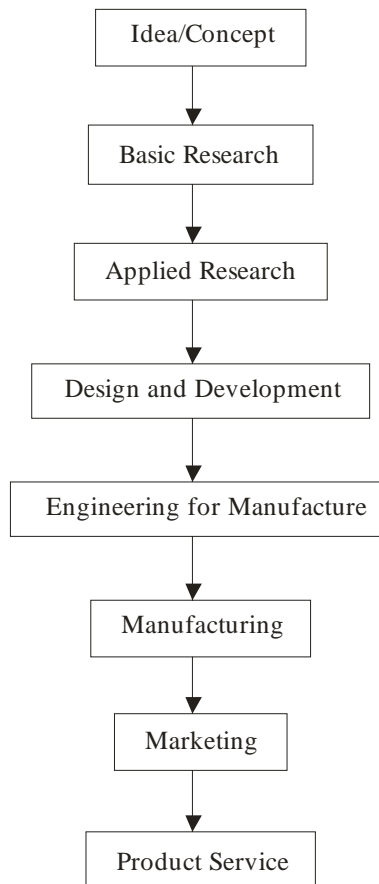 Idea/Concept
Basic Research
Applied Research
Design and Development
Engineering for Manufacture
Manufacturing
Marketing
Product Service